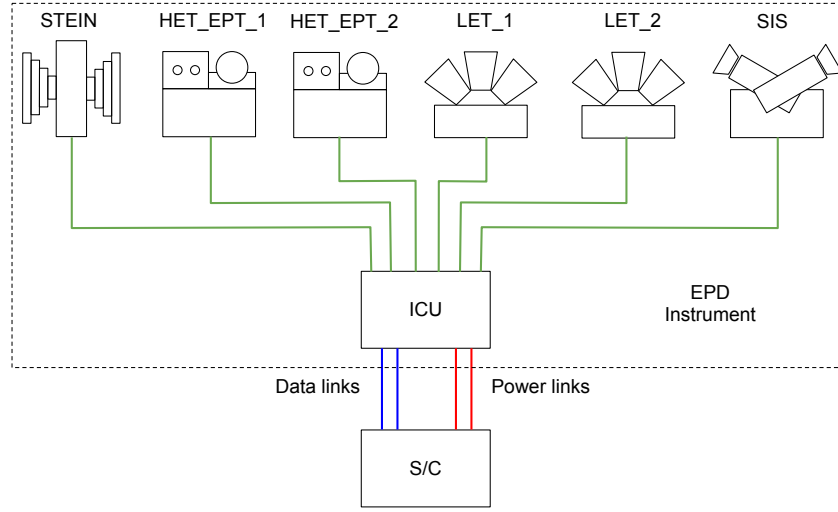 STEIN
HET_EPT_1
HET_EPT_2
LET_1
LET_2
SIS
ICU
EPD
Instrument
Data links
Power links
S/C